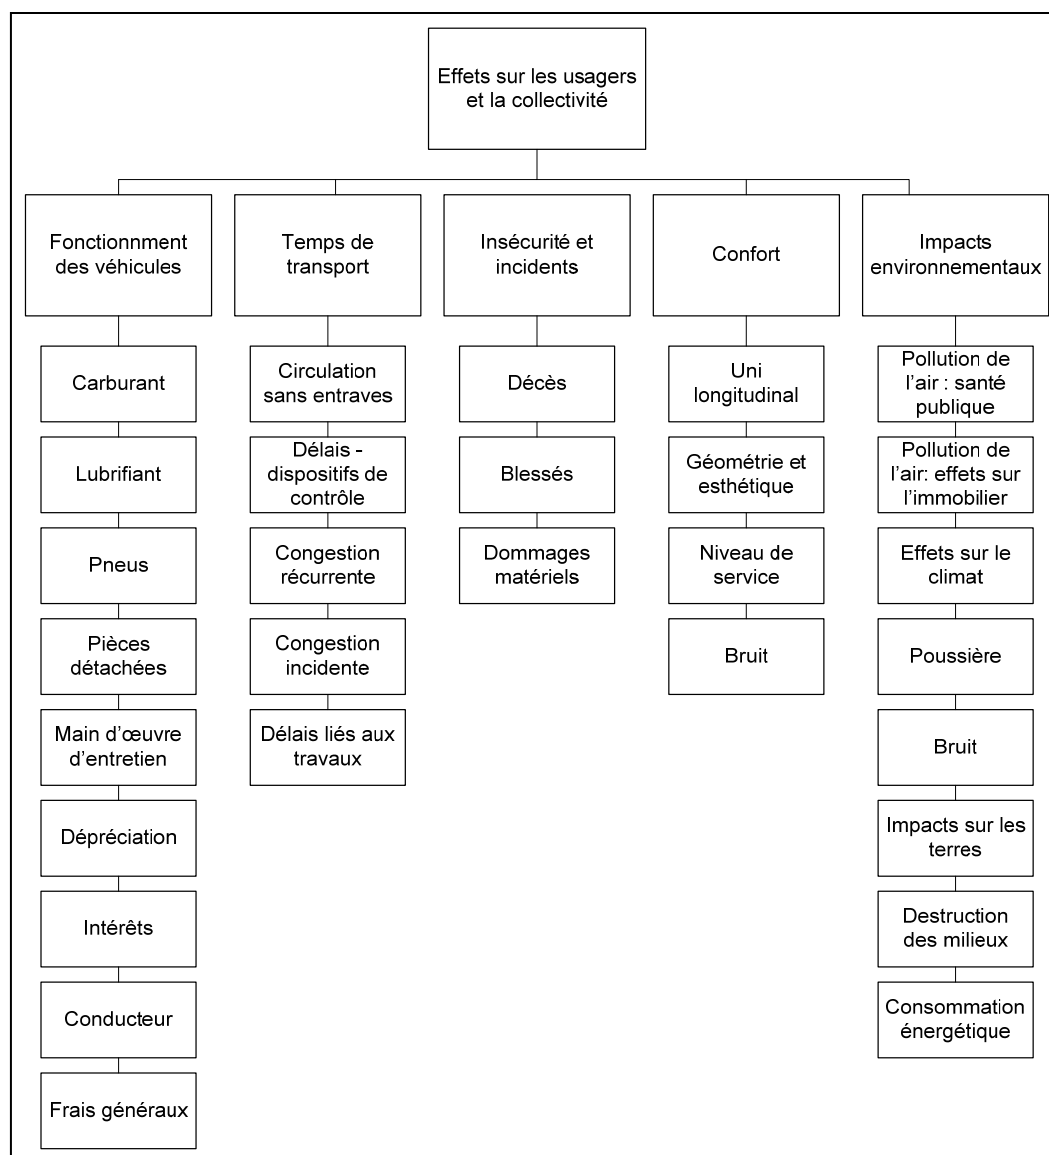 Effets sur les usagers
et la collectivité
Fonctionnment
des véhicules
Temps de
transport
Insécurité et
incidents
Confort
Impacts
environnementaux
Carburant
Lubrifiant
Pneus
Pièces
détachées
Main d'œuvre
d'entretien
Dépréciation
Intérêts
Conducteur
Frais généraux
Circulation
sans entraves
Délais -
dispositifs de
contrôle
Congestion
récurrente
Congestion
incidente
Délais liés aux
travaux
Décès
Blessés
Dommages
matériels
Uni
longitudinal
Géométrie et
esthétique
Niveau de
service
Bruit
Pollution de
l'air : santé
publique
Pollution de
l'air: effets sur
l'immobilier
Effets sur le
climat
Poussière
Bruit
Impacts sur les
terres
Destruction
des milieux
Consommation
énergétique